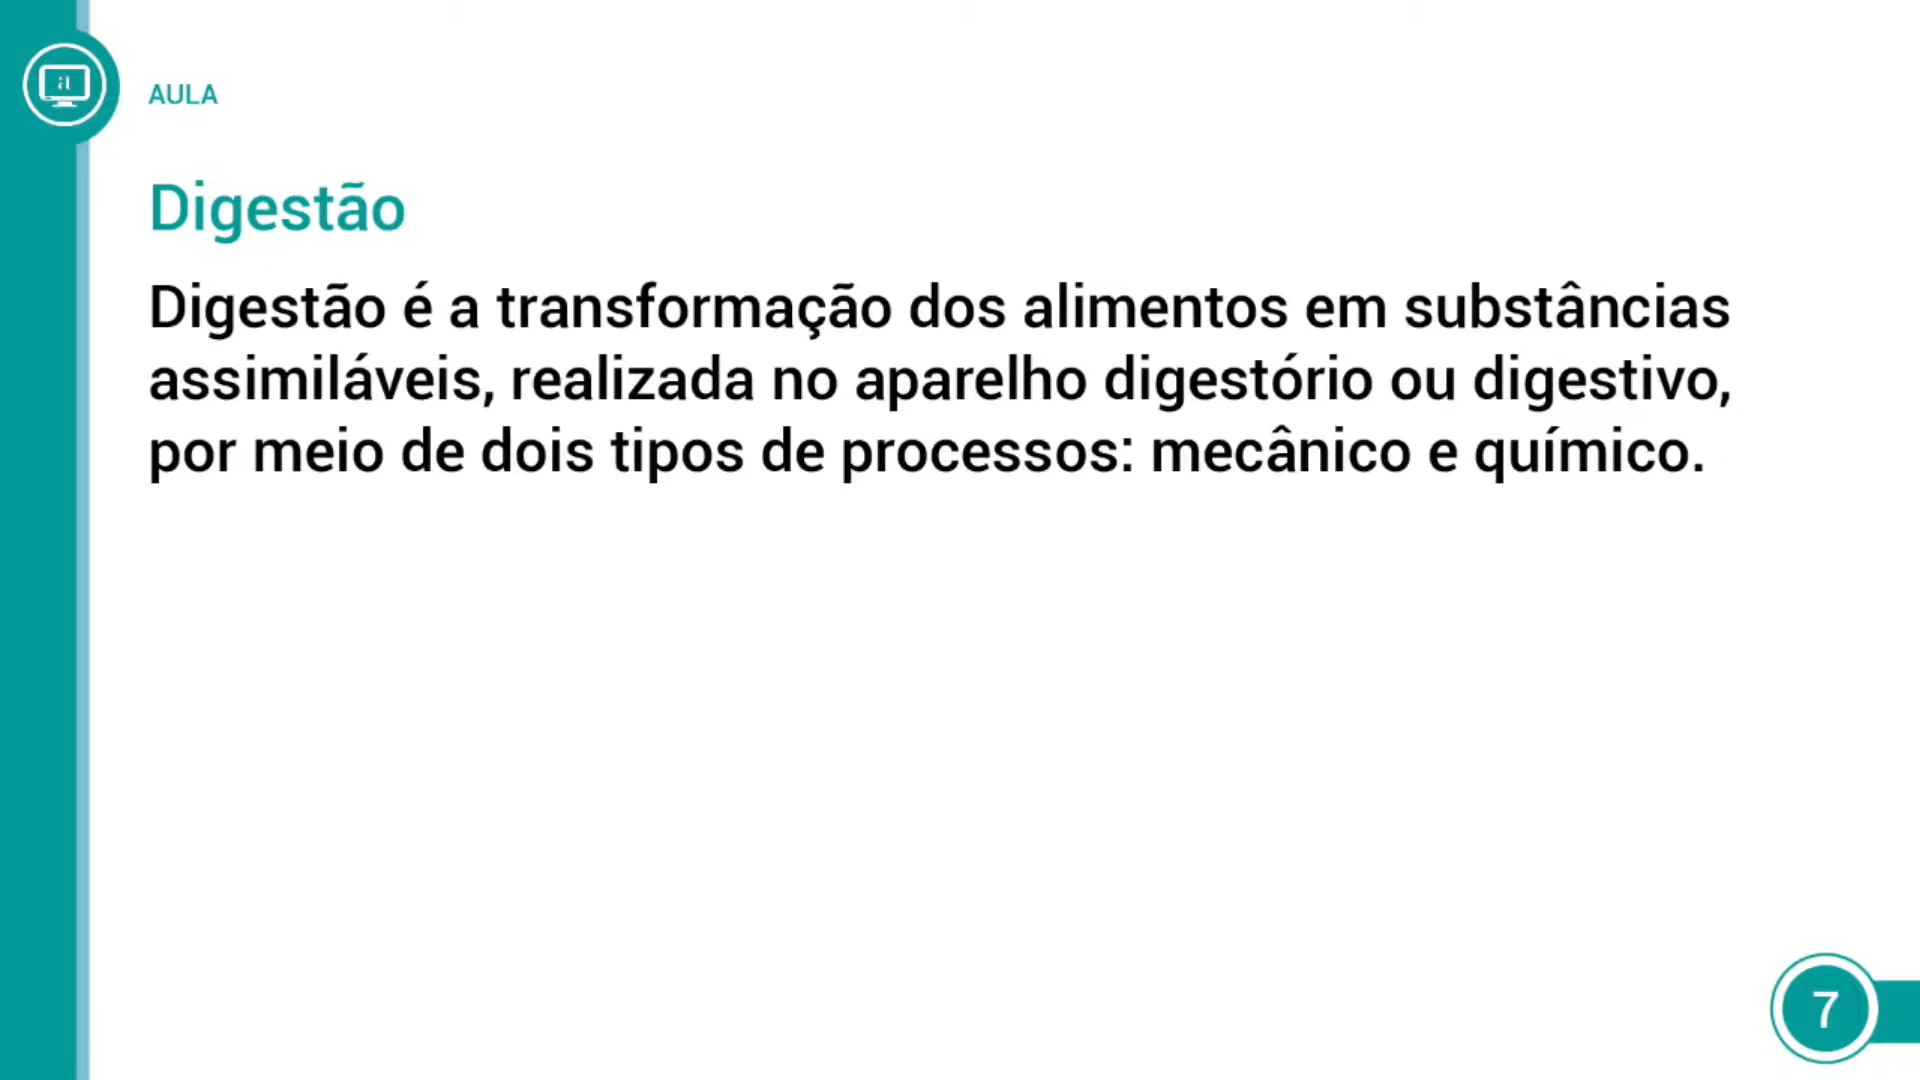 a
AULA
Digestão
Digestão é a transformação dos alimentos em substâncias
assimiláveis, realizada no aparelho digestório ou digestivo,
por meio de dois tipos de processos: mecânico e químico.
7